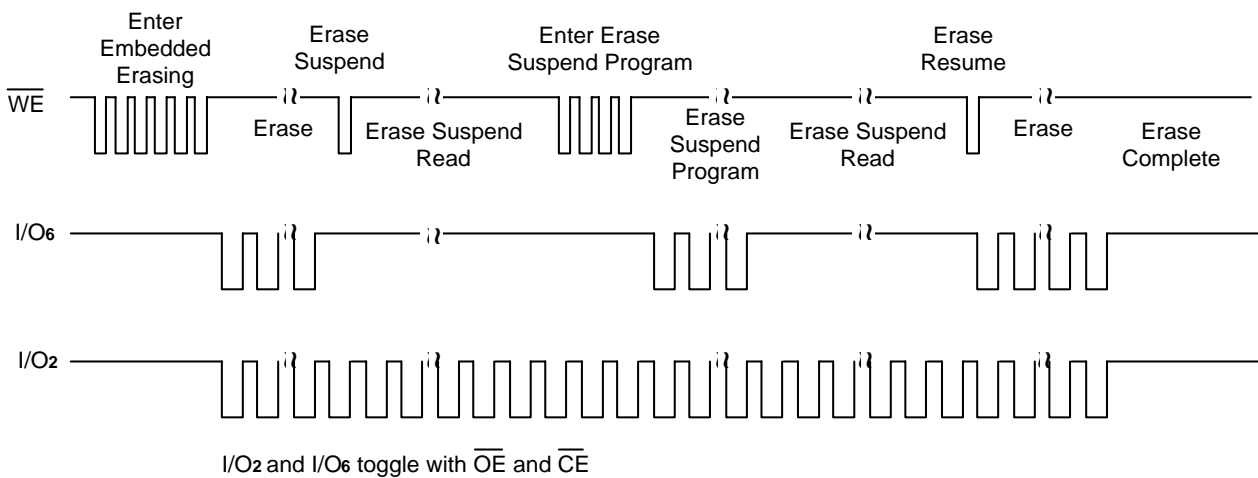 Enter
Embedded
Erasing
Erase
Suspend
Enter Erase
Suspend Program
Erase
Resume
WE
Erase
Erase Suspend
Read
Erase
Suspend
Program
Erase Suspend
Read
Erase
Erase
Complete
I/O6
I/O2
I/O2 and I/O6 toggle with OE and CE